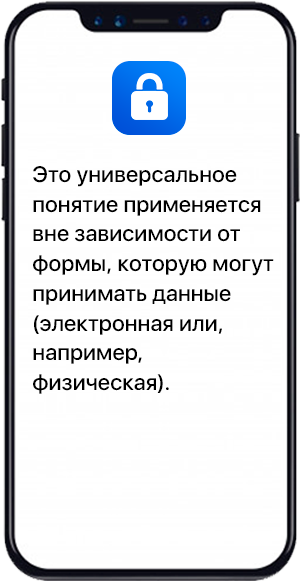 Это универсальное
понятие применяется
вне зависимости от
формы, которую могут
принимать данные
(электронная или,
например,
физическая).